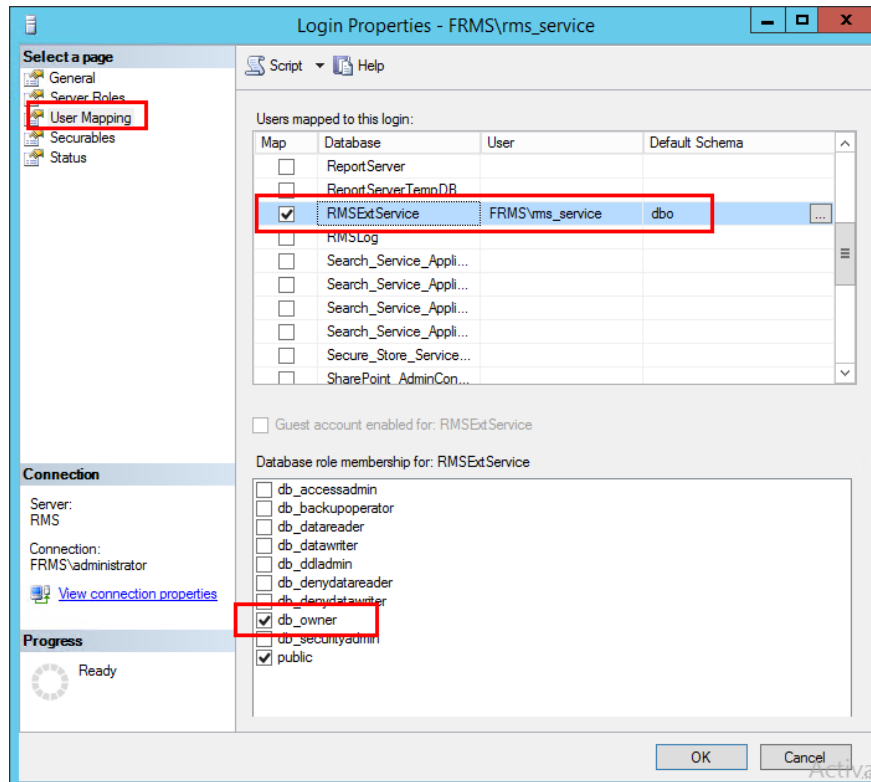 Login Properties - FRMS\rms_service
x
Select a page
General
Server Roles
User Mapping
Securables
Status
Script
Help
Users mapped to this login:
Map Database User Default Schema
ReportServer
ReportServerTempDB
RMSExtService FRMS\rms_service dbo ...
RMSLog
Search_Service_Appli...
Search_Service_Appli...
Search_Service_Appli...
Search_Service_Appli...
Secure_Store_Service...
SharePoint_AdminCon...
Guest account enabled for: RMSExtService
Database role membership for: RMSExtService
db_accessadmin
db_backupoperator
db_datareader
db_datawriter
db_ddladmin
db_denydatareader
db_denydatawriter
db_owner
db_securityadmin
public
Connection
Server:
RMS
Connection:
FRMS\administrator
View connection properties
Progress
Ready
OK Cancel
Activa